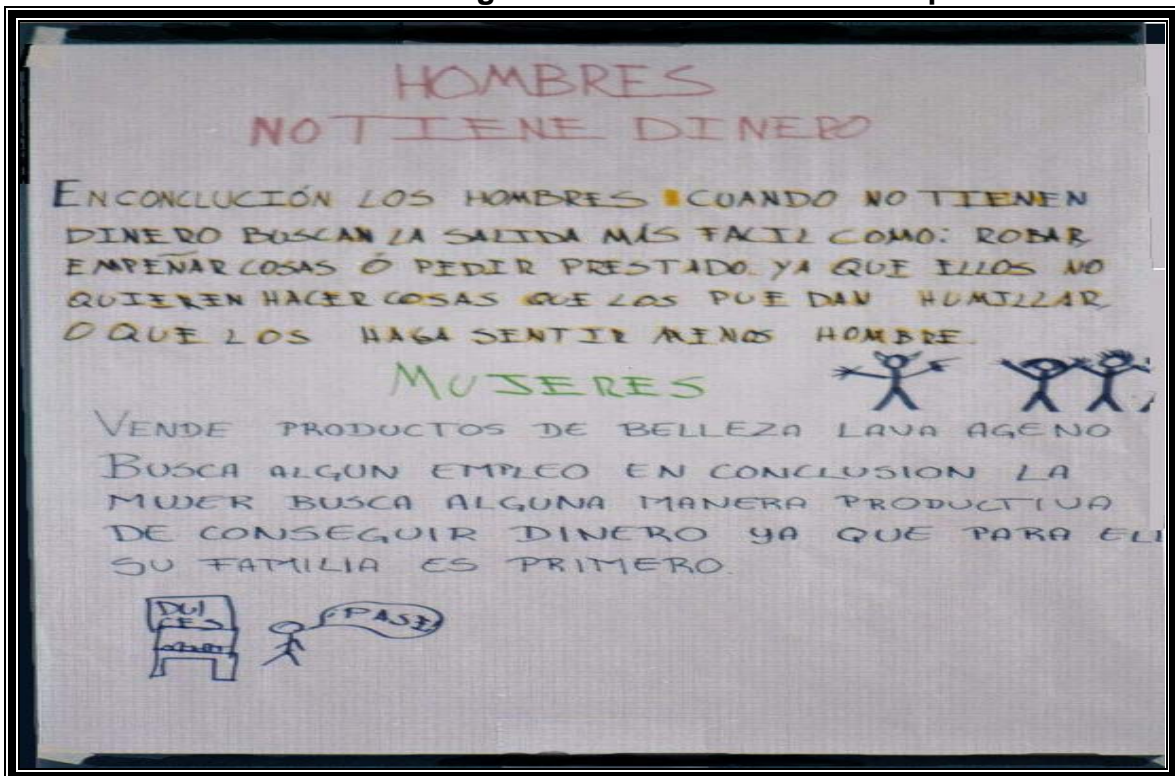 HOMBRES
NO TIENE DINERO
EN CONCLUCIÓN LOS HOMBRES CUANDO NO TIENEN
DINERO BUSCAN LA SALIDA MÁS FACIL COMO: ROBAR
EMPEÑAR COSAS Ó PEDIR PRESTADO. YA QUE ELLOS NO
QUIEREN HACER COSAS QUE LOS PUEDAN HUMILLAR
O QUE LOS HAGA SENTIR MENOS HOMBRE.
MUJERES
VENDE PRODUCTOS DE BELLEZA LAVA AGENO
BUSCA ALGUN EMPLEO EN CONCLUSION LA
MUJER BUSCA ALGUNA MANERA PRODUCTIVA
DE CONSEGUIR DINERO YA QUE PARA ELL
SU FAMILIA ES PRIMERO.
DUL
CES
PASE